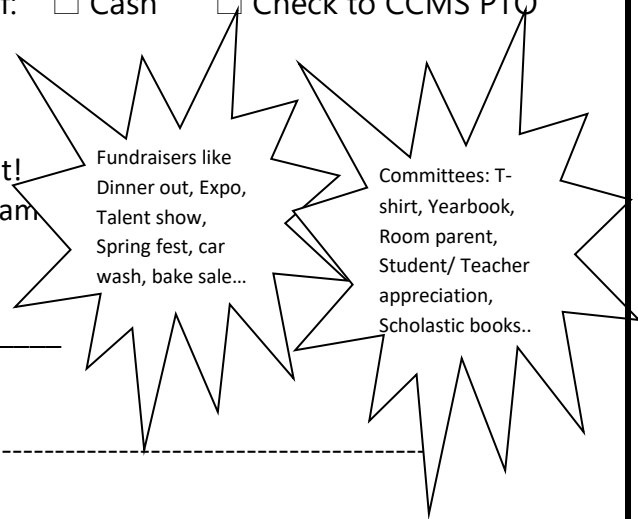 f: ☐ Cash ☐ Check to CCMS PTO
t!
am
Fundraisers like
Dinner out, Expo,
Talent show,
Spring fest, car
wash, bake sale...
Committees: T-
shirt, Yearbook,
Room parent,
Student/ Teacher
appreciation,
Scholastic books..